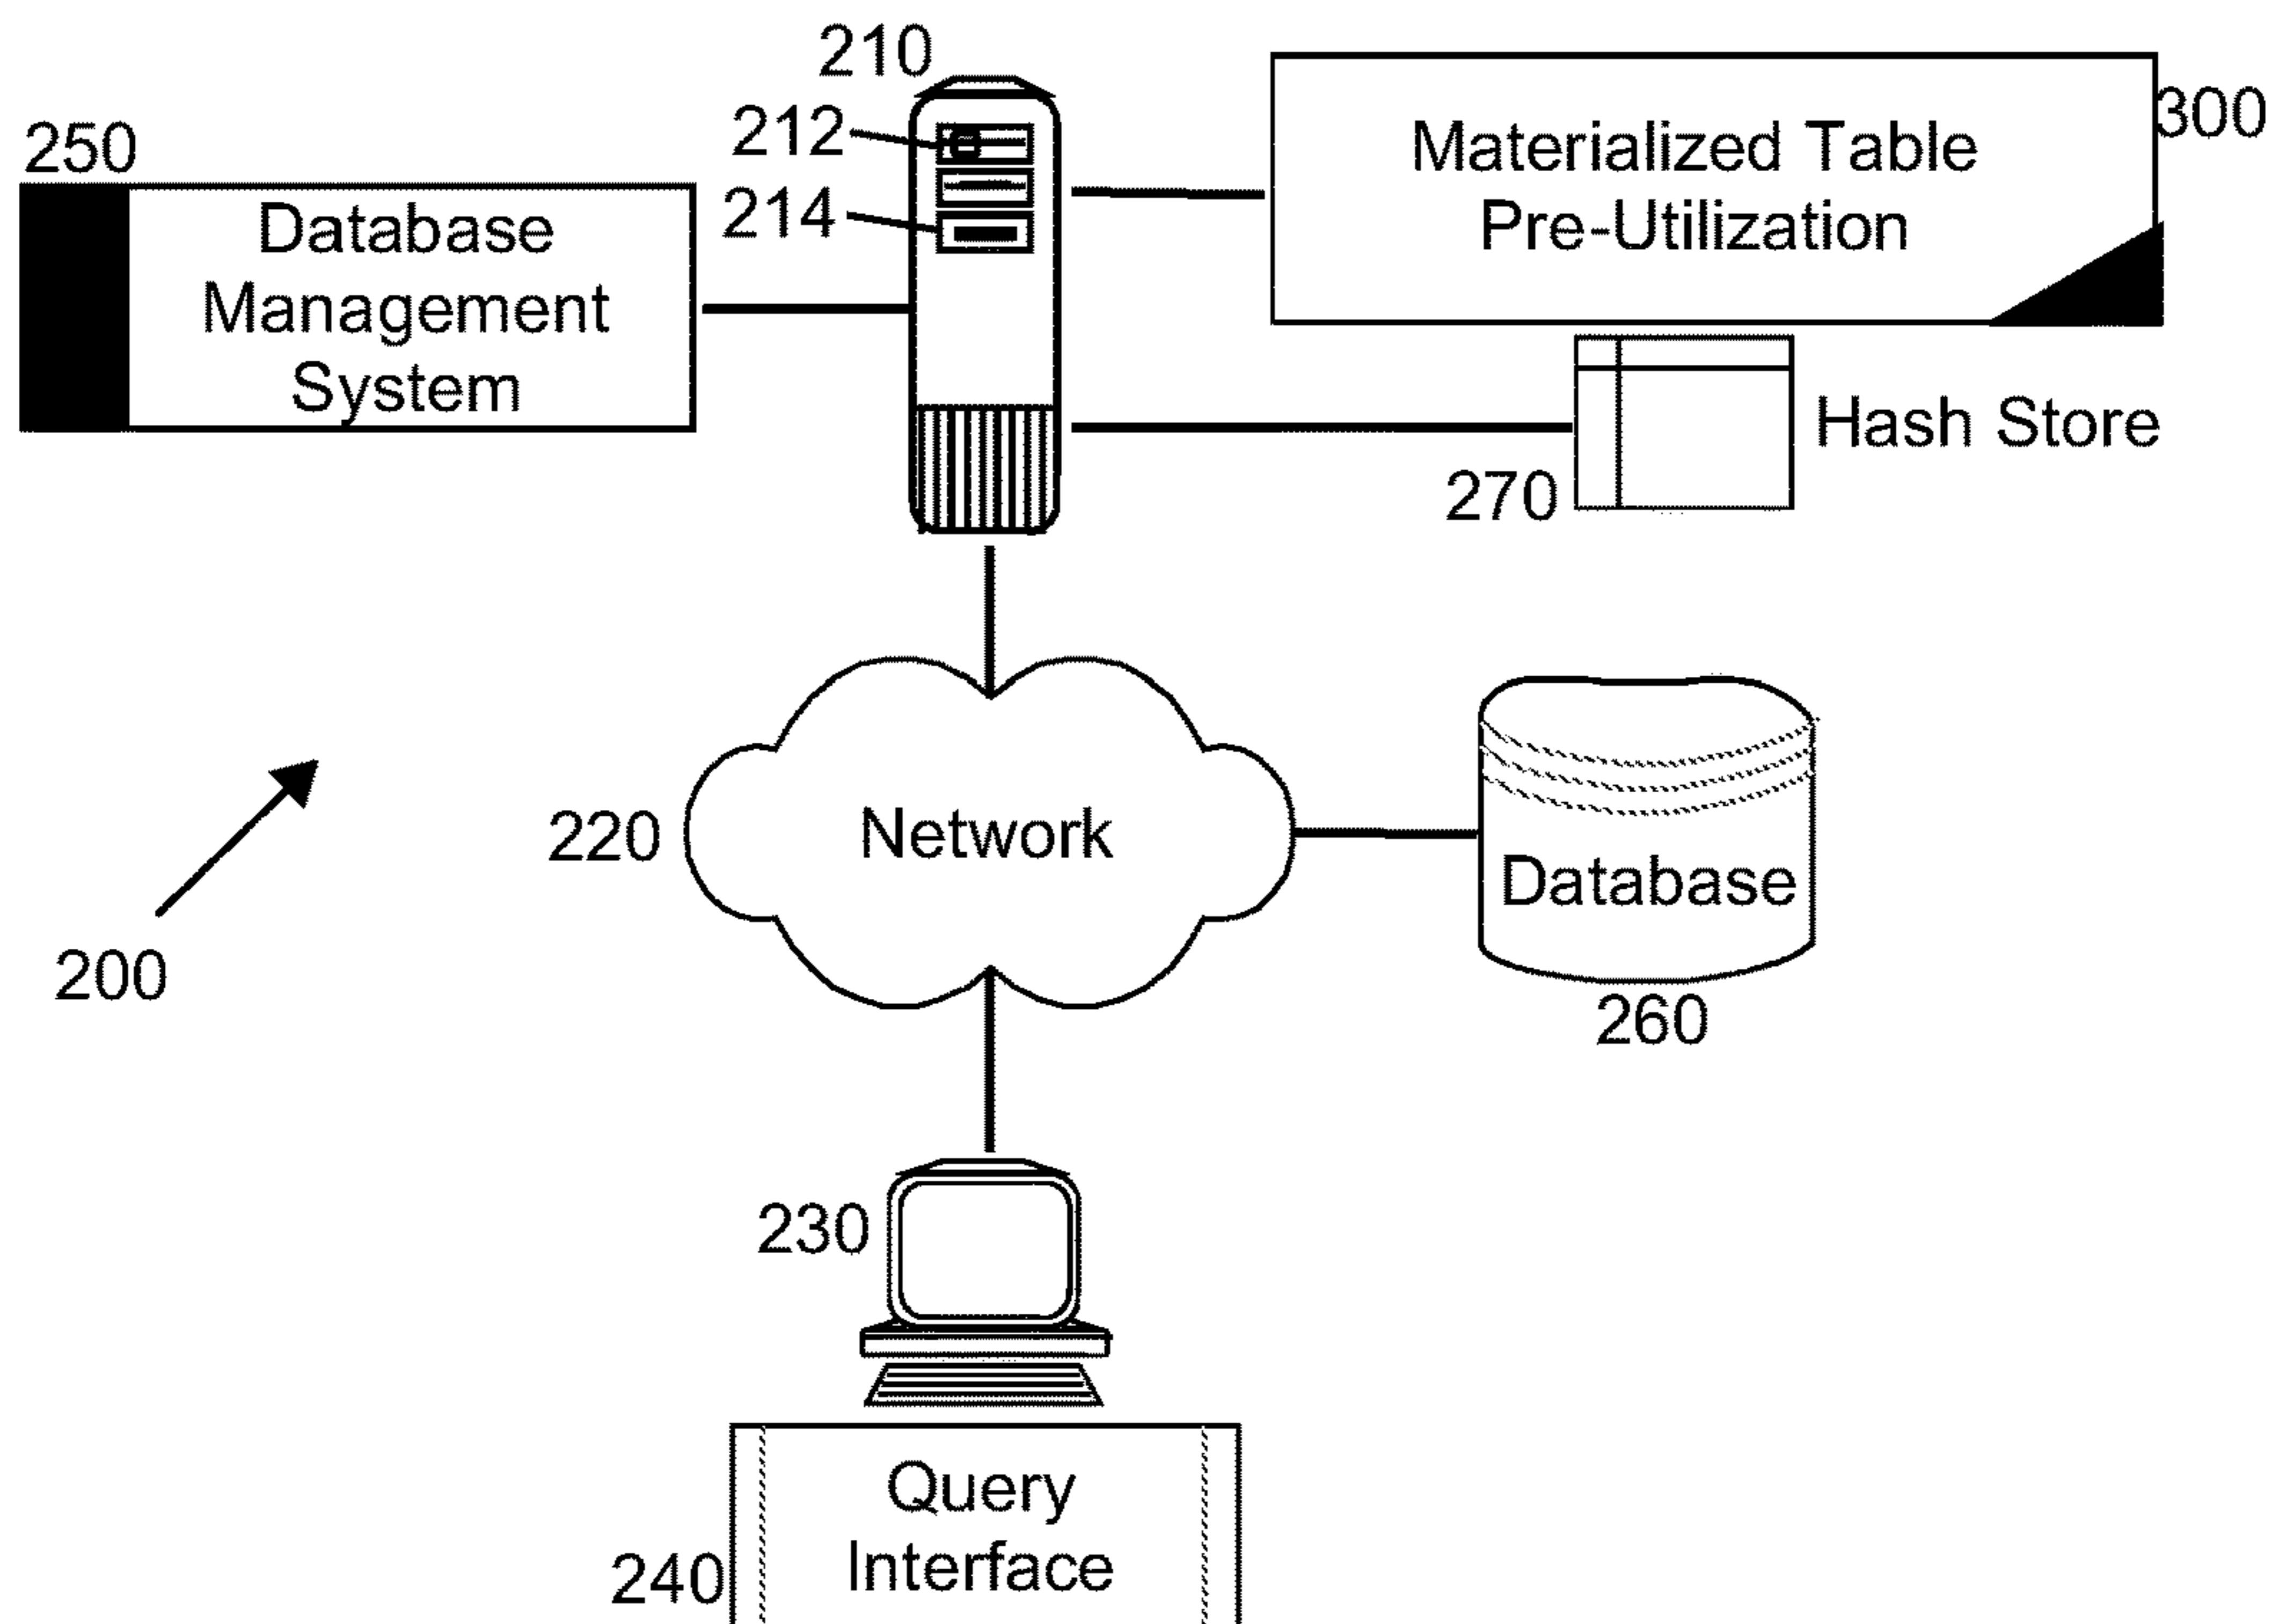 210
212
214
250
Database
Management
System
Materialized Table
Pre-Utilization
300
Hash Store
270
220
Network
Database
260
200
230
Query
Interface
240